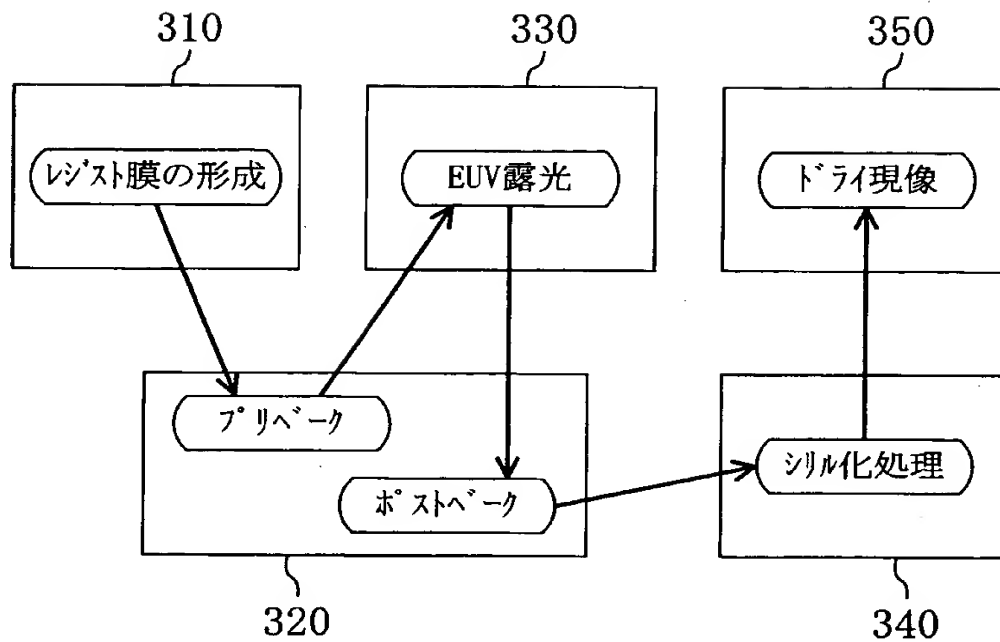 310
330
350
レジスト膜の形成
EUV露光
ドライ現像
プリベーク
ポストベーク
シリル化処理
320
340